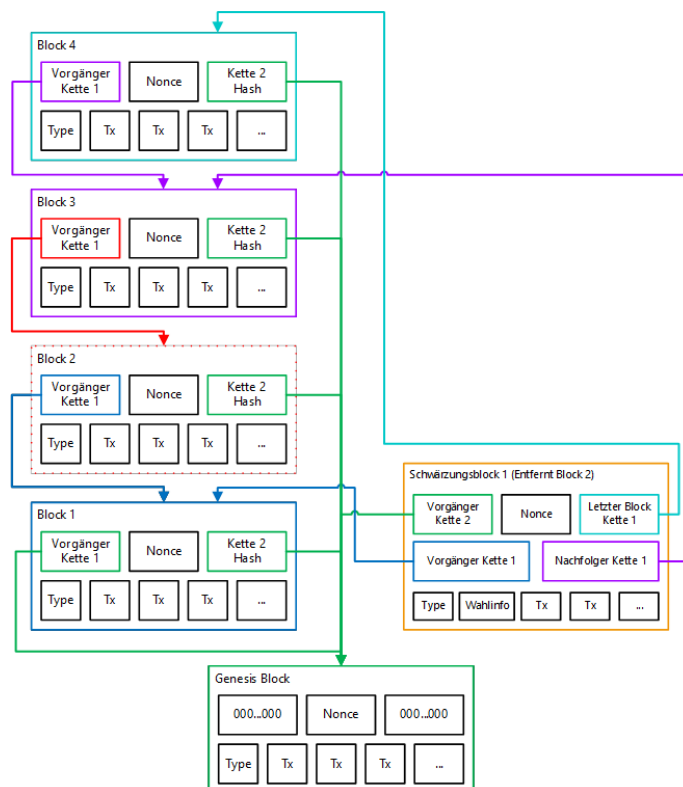 Block 4
Vorgänger
Kette 1
Nonce
Kette 2
Hash
Type
Tx
Tx
Tx
...
Block 3
Vorgänger
Kette 1
Nonce
Kette 2
Hash
Type
Tx
Tx
Tx
...
Block 2
Vorgänger
Kette 1
Nonce
Kette 2
Hash
Type
Tx
Tx
Tx
...
Block 1
Vorgänger
Kette 1
Nonce
Kette 2
Hash
Type
Tx
Tx
Tx
...
Schwärzungsblock 1 (Entfernt Block 2)
Vorgänger
Kette 2
Nonce
Letzter Block
Kette 1
Vorgänger Kette 1
Nachfolger Kette 1
Type
Wahlinfo
Tx
Tx
...
Genesis Block
000...000
Nonce
000...000
Type
Tx
Tx
Tx
...